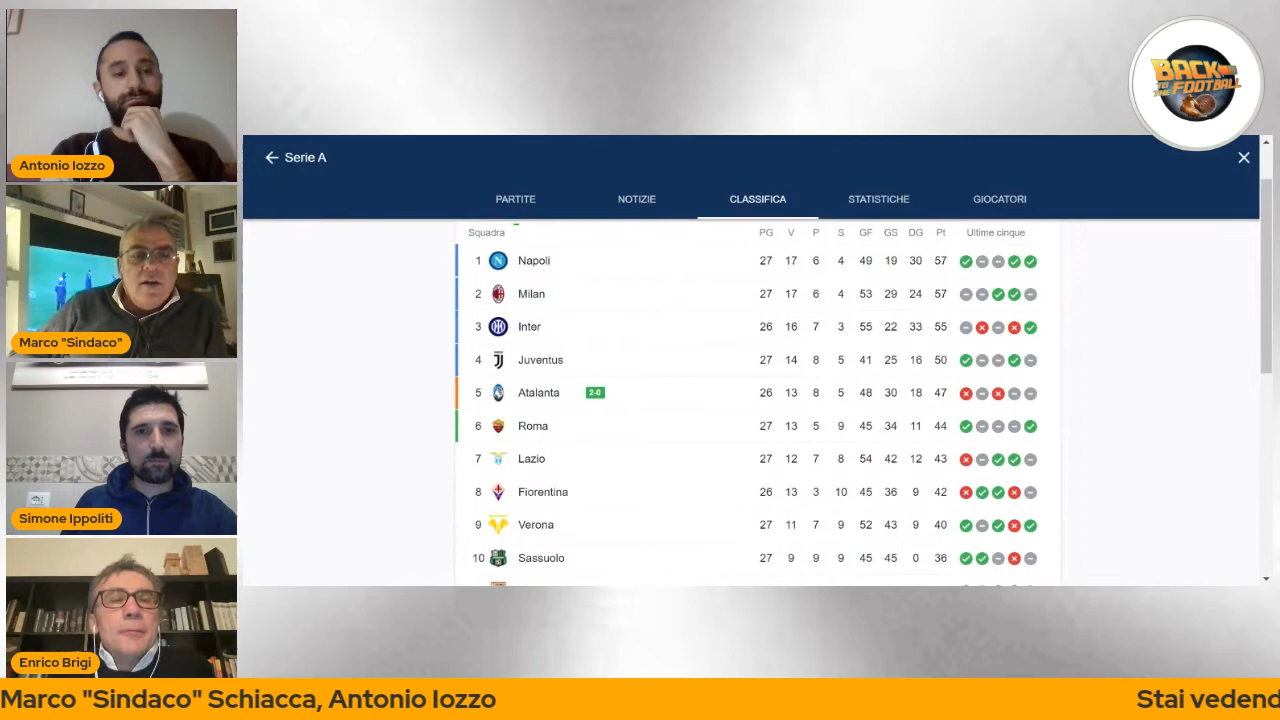 Antonio Iozzo
Marco "Sindaco"
Simone Ippoliti
Enrico Brigi
BACK
TO THE FOOTBALL
Serie A
PARTITE NOTIZIE CLASSIFICA STATISTICHE GIOCATORI
Squadra PG V P S GF GS DG Pt Ultime cinque
1 Napoli 27 17 6 4 49 19 30 57
2 Milan 27 17 6 4 53 29 24 57
3 Inter 26 16 7 3 55 22 33 55
4 Juventus 27 14 8 5 41 25 16 50
5 Atalanta 2-0 26 13 8 5 48 30 18 47
6 Roma 27 13 5 9 45 34 11 44
7 Lazio 27 12 7 8 54 42 12 43
8 Fiorentina 26 13 3 10 45 36 9 42
9 Verona 27 11 7 9 52 43 9 40
10 Sassuolo 27 9 9 9 45 45 0 36
Marco "Sindaco" Schiacca, Antonio Iozzo Stai vedend